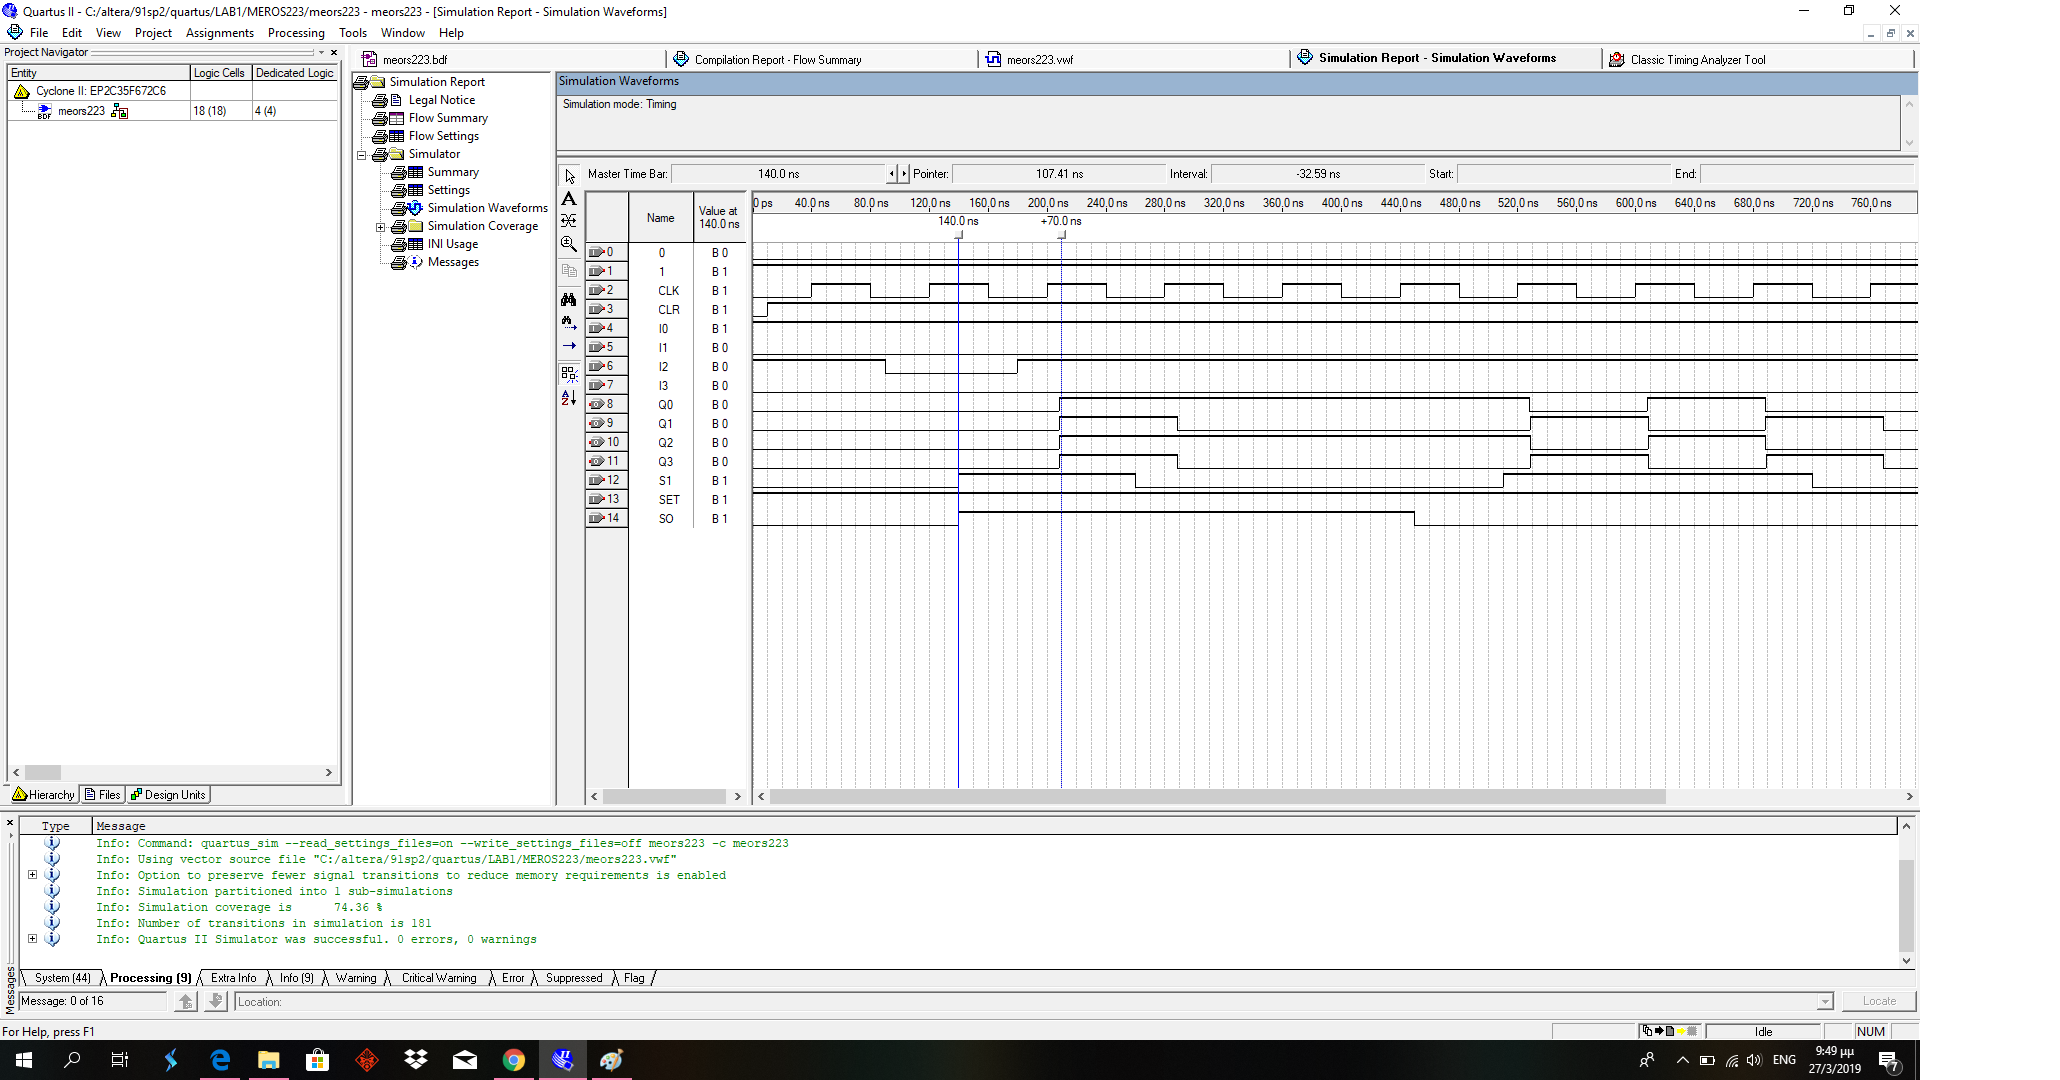 Quartus II - C:/altera/91sp2/quartus/LAB1/MEROS223/meors223 - meors223 - [Simulation Report - Simulation Waveforms]
File Edit View Project Assignments Processing Tools Window Help
Project Navigator
Entity Logic Cells Dedicated Logic
Cyclone II: EP2C35F672C6
meors223 18 (18) 4 (4)
Hierarchy Files Design Units
meors223.bdf Compilation Report - Flow Summary meors223.vwf Simulation Report - Simulation Waveforms Classic Timing Analyzer Tool
Simulation Report
Legal Notice
Flow Summary
Flow Settings
Simulator
Summary
Settings
Simulation Waveforms
Simulation Coverage
INI Usage
Messages
Simulation Waveforms
Simulation mode: Timing
Master Time Bar: 140.0 ns Pointer: 107.41 ns Interval: -32.59 ns Start: End:
Name Value at 140.0 ns
0 ps 40.0 ns 80.0 ns 120.0 ns 160.0 ns 200.0 ns 240.0 ns 280.0 ns 320.0 ns 360.0 ns 400.0 ns 440.0 ns 480.0 ns 520.0 ns 560.0 ns 600.0 ns 640.0 ns 680.0 ns 720.0 ns 760.0 ns
140.0 ns +70.0 ns
0 0 B 0
1 1 B 1
2 CLK B 1
3 CLR B 1
4 I0 B 1
5 I1 B 0
6 I2 B 0
7 I3 B 0
8 Q0 B 0
9 Q1 B 0
10 Q2 B 0
11 Q3 B 0
12 S1 B 1
13 SET B 1
14 SO B 1
Type Message
Info: Command: quartus_sim --read_settings_files=on --write_settings_files=off meors223 -c meors223
Info: Using vector source file "C:/altera/91sp2/quartus/LAB1/MEROS223/meors223.vwf"
Info: Option to preserve fewer signal transitions to reduce memory requirements is enabled
Info: Simulation partitioned into 1 sub-simulations
Info: Simulation coverage is 74.36 %
Info: Number of transitions in simulation is 181
Info: Quartus II Simulator was successful. 0 errors, 0 warnings
System (44) Processing (9) Extra Info Info (9) Warning Critical Warning Error Suppressed Flag
Messages
Message: 0 of 16 Location: Locate
For Help, press F1 Idle NUM
ENG 9:49 μμ
27/3/2019
7